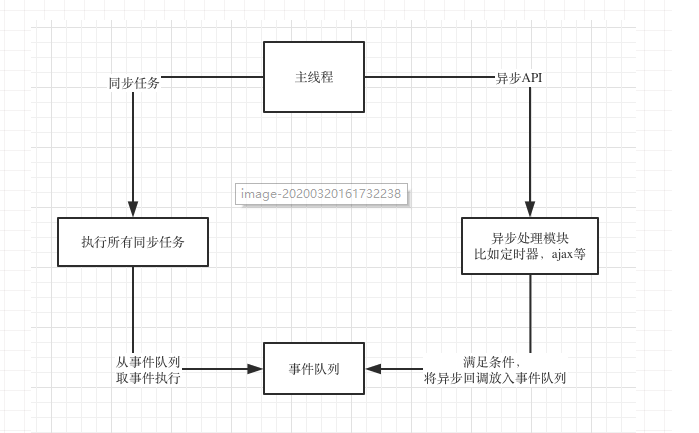 主线程
同步任务
异步API
image-20200320161732238
执行所有同步任务
异步处理模块
比如定时器、ajax等
从事件队列
取事件执行
事件队列
满足条件、
将异步回调放入事件队列